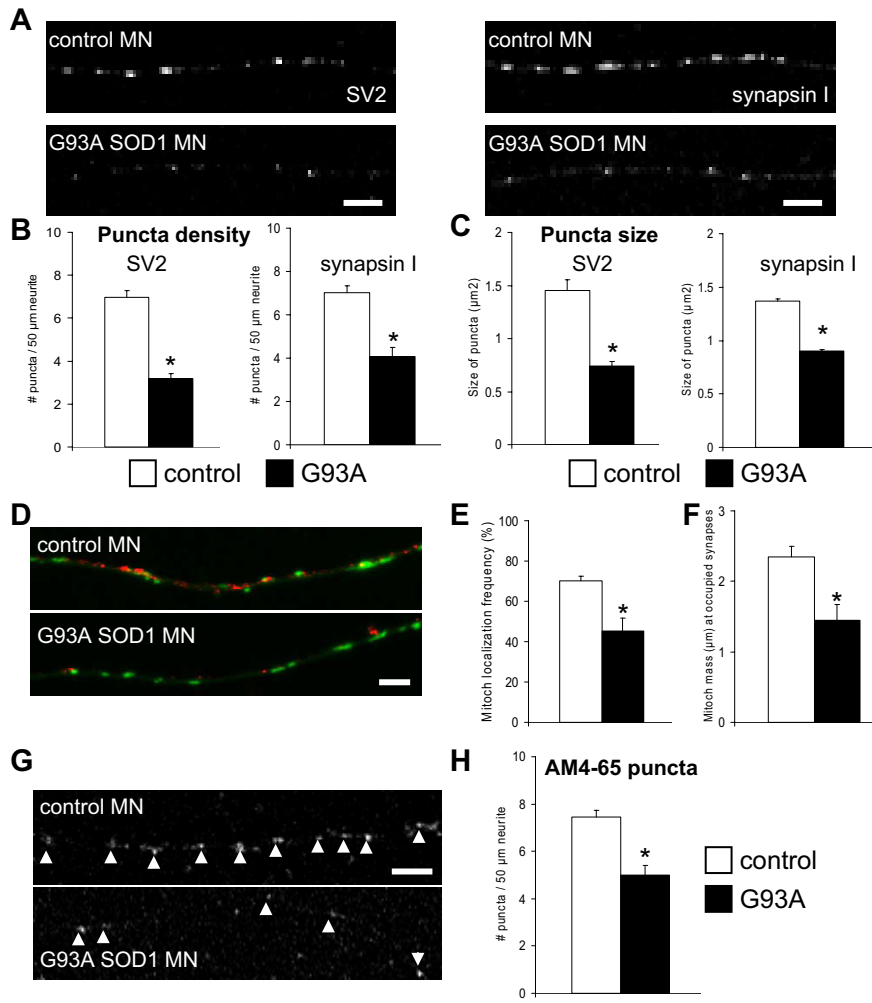 A
control MN
SV2
control MN
synapsin I
G93A SOD1 MN
G93A SOD1 MN
B
Puncta density
SV2
# puncta / 50 µm neurite
10
8
6
4
2
0
*
synapsin I
# puncta / 50 µm neurite
10
8
6
4
2
0
*
control
G93A
C
Puncta size
SV2
Size of puncta (µm2)
2
1.5
1
0.5
0
*
synapsin I
Size of puncta (µm2)
2
1.5
1
0.5
0
*
control
G93A
D
control MN
G93A SOD1 MN
E
Mitoch localization frequency (%)
100
80
60
40
20
0
*
F
Mitoch mass (µm) at occupied synapses
3
2
1
0
*
G
control MN
G93A SOD1 MN
H
AM4-65 puncta
# puncta / 50 µm neurite
10
8
6
4
2
0
*
control
G93A